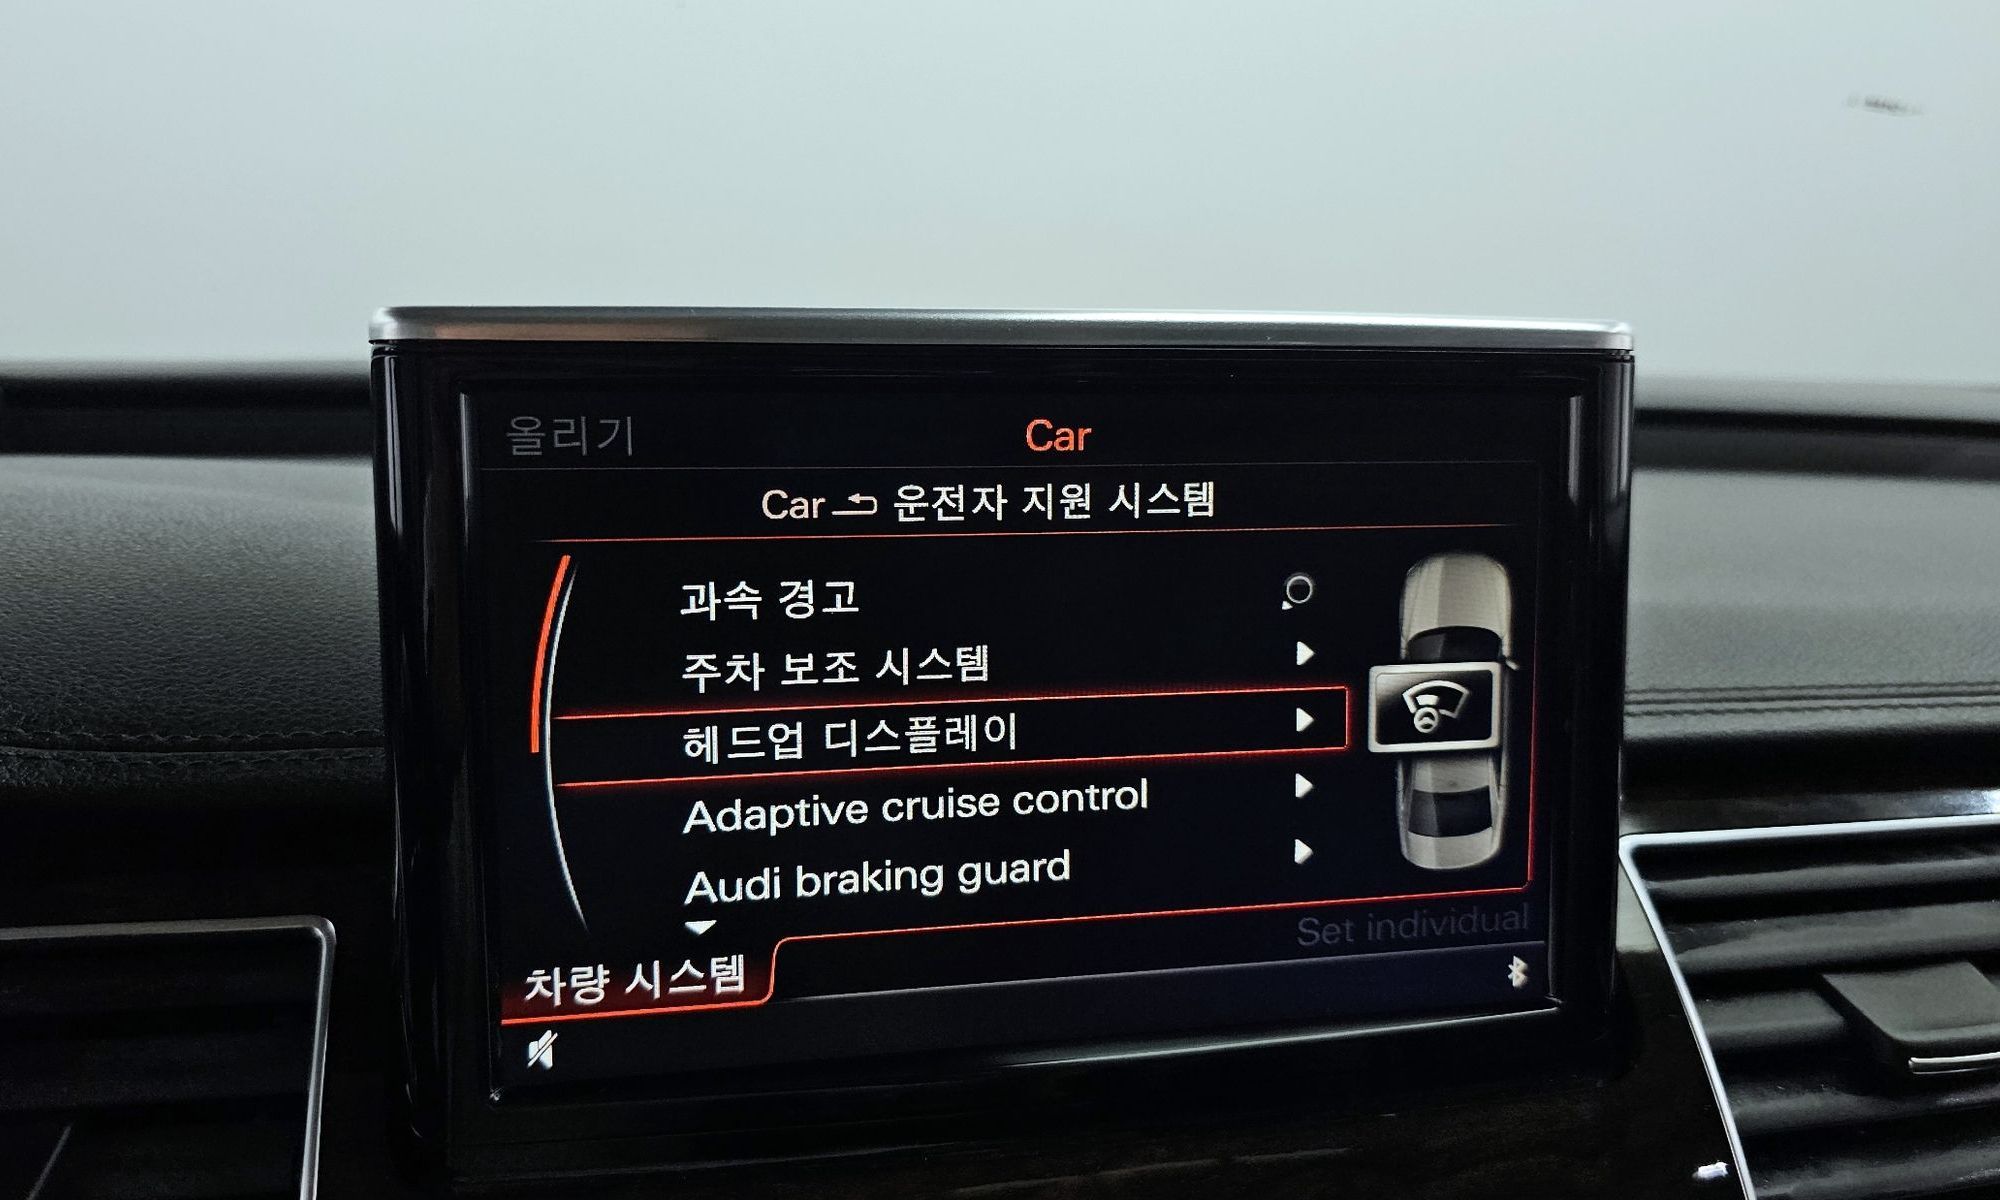 올리기
Car
Car 운전자 지원 시스템
과속 경고
주차 보조 시스템
헤드업 디스플레이
Adaptive cruise control
Audi braking guard
Set individual
차량 시스템